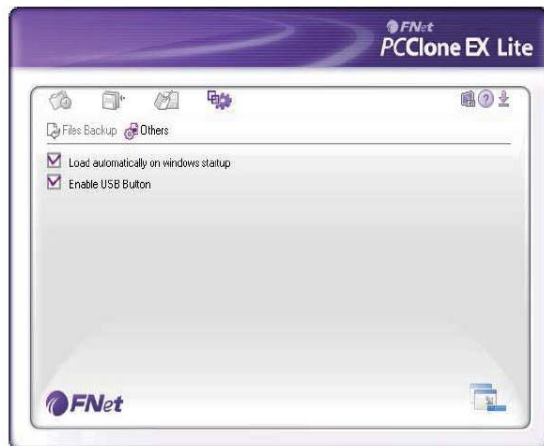 FNet
PCClone EX Lite
Files Backup Others
Load automatically on windows startup
Enable USB Button
FNet